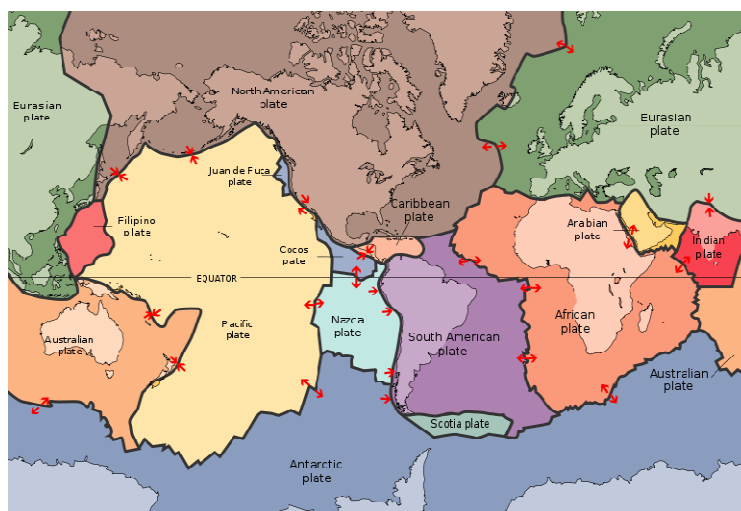 Eurasian
plate
North American
plate
Eurasian
plate
Juan de Fuca
plate
Caribbean
plate
Filipino
plate
Arabian
plate
Indian
plate
Cocos
plate
EQUATOR
Nazca
plate
Pacific
plate
African
plate
Australian
plate
South American
plate
Australian
plate
Scotia plate
Antarctic
plate